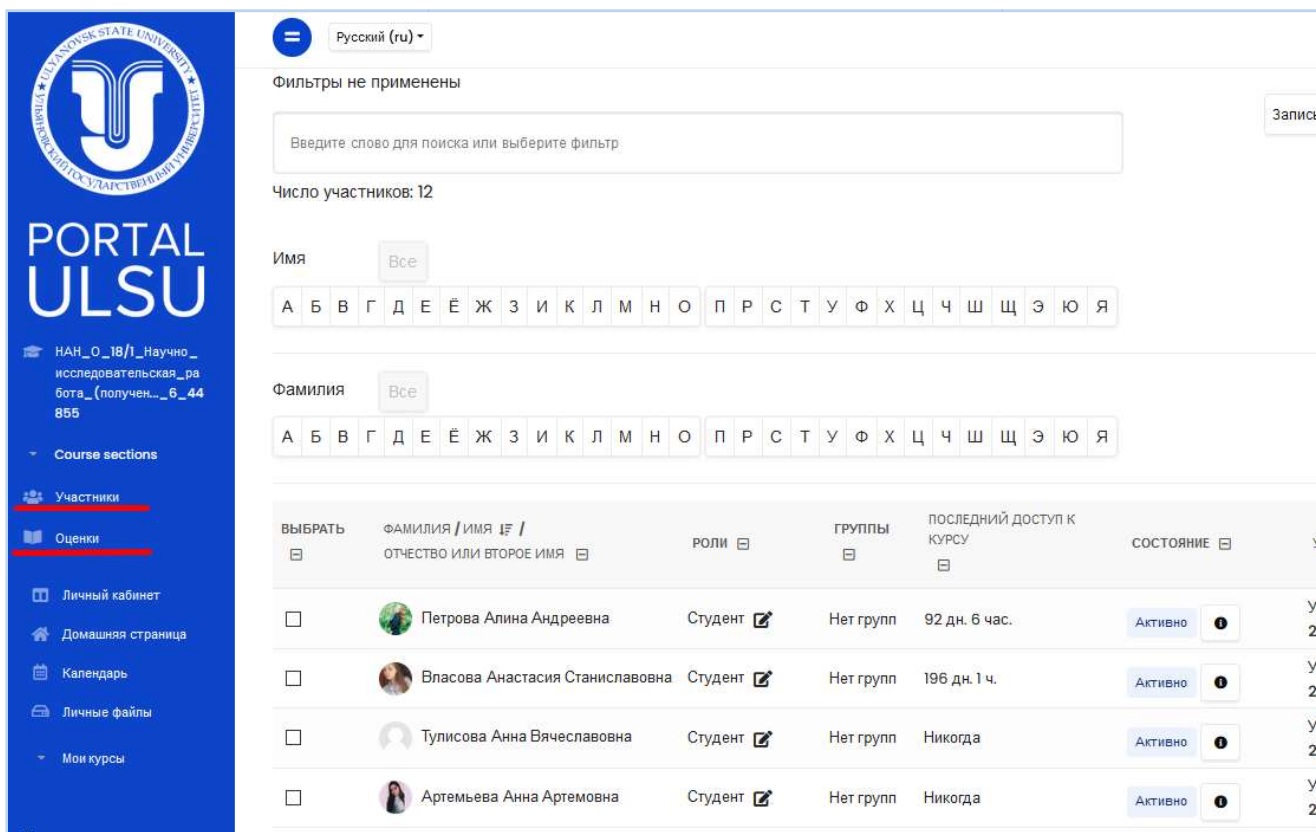 ULYANOVSK STATE UNIVERSITY
УЛЬЯНОВСКИЙ ГОСУДАРСТВЕННЫЙ УНИВЕРСИТЕТ
PORTAL
ULSU
НАН_О_18/1_Научно_
исследовательская_ра
бота_(получен..._6_44
855
Course sections
Участники
Оценки
Личный кабинет
Домашняя страница
Календарь
Личные файлы
Мои курсы
Русский (ru)
Фильтры не применены
Запись
Введите слово для поиска или выберите фильтр
Число участников: 12
Имя Все
А Б В Г Д Е Ё Ж З И К Л М Н О П Р С Т У Ф Х Ц Ч Ш Щ Э Ю Я
Фамилия Все
А Б В Г Д Е Ё Ж З И К Л М Н О П Р С Т У Ф Х Ц Ч Ш Щ Э Ю Я
ВЫБРАТЬ
ФАМИЛИЯ / ИМЯ /
ОТЧЕСТВО ИЛИ ВТОРОЕ ИМЯ
РОЛИ
ГРУППЫ
ПОСЛЕДНИЙ ДОСТУП К
КУРСУ
СОСТОЯНИЕ
Петрова Алина Андреевна Студент Нет групп 92 дн. 6 час. Активно
Власова Анастасия Станиславовна Студент Нет групп 196 дн. 1 ч. Активно
Тулисова Анна Вячеславовна Студент Нет групп Никогда Активно
Артемьева Анна Артемовна Студент Нет групп Никогда Активно